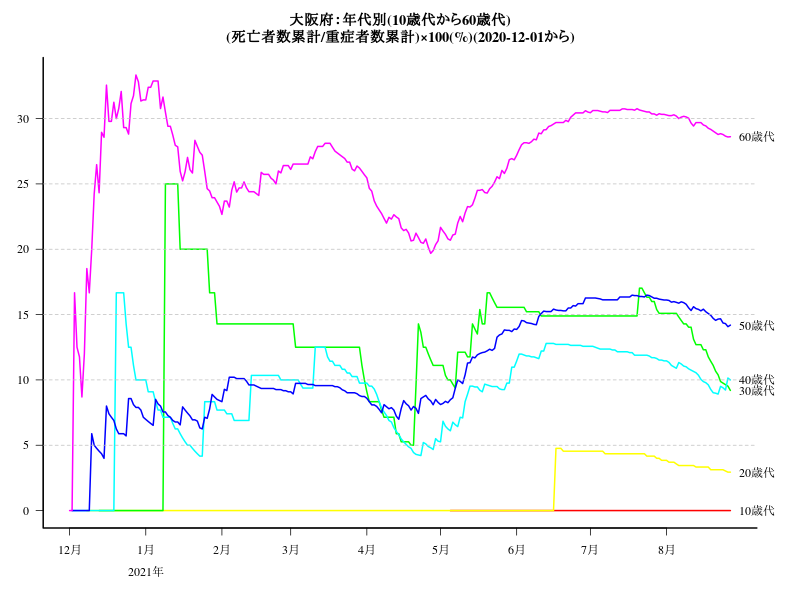 大阪府：年代別(10歳代から60歳代)
(死亡者数累計/重症者数累計)×100(%)(2020-12-01から)
30
25
20
15
10
5
0
60歳代
50歳代
40歳代
30歳代
20歳代
10歳代
12月 1月 2月 3月 4月 5月 6月 7月 8月
2021年